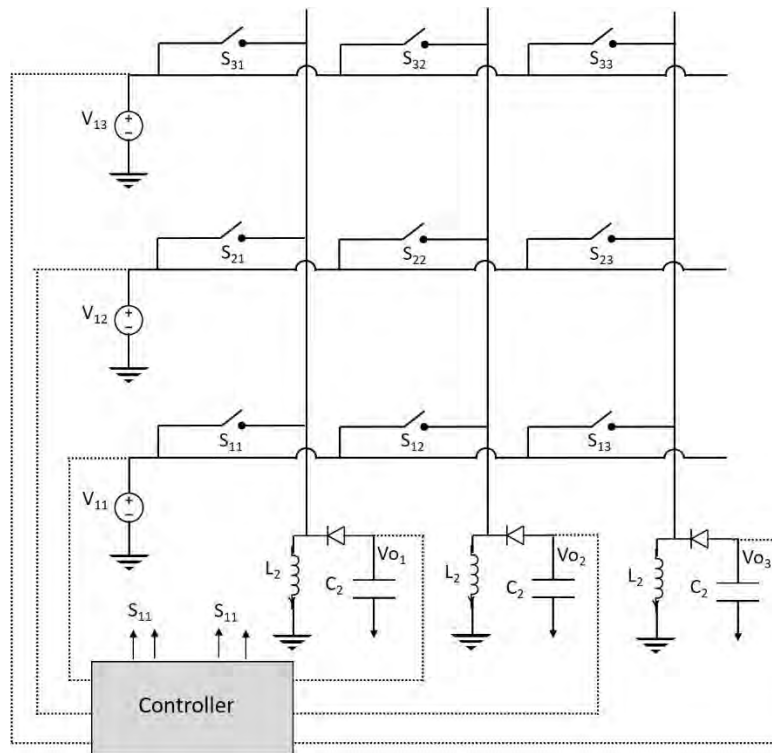 S31 S32 S33
V13
+
−
S21 S22 S23
V12
+
−
S11 S12 S13
V11
+
−
L2 C2 Vo1
L2 C2 Vo2
L2 C2 Vo3
S11 S11
Controller